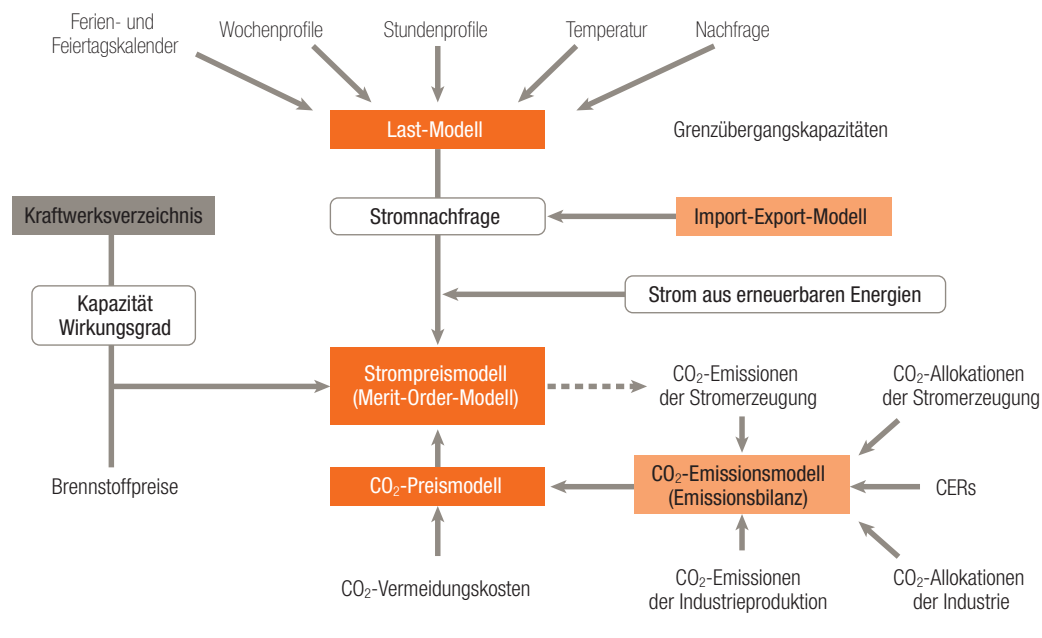 Ferien- und
Feiertagskalender
Wochenprofile
Stundenprofile
Temperatur
Nachfrage
Last-Modell
Grenzübergangskapazitäten
Kraftwerksverzeichnis
Stromnachfrage
Import-Export-Modell
Kapazität
Wirkungsgrad
Strom aus erneuerbaren Energien
Strompreismodell
(Merit-Order-Modell)
CO₂-Emissionen
der Stromerzeugung
CO₂-Allokationen
der Stromerzeugung
Brennstoffpreise
CO₂-Preismodell
CO₂-Emissionsmodell
(Emissionsbilanz)
CERs
CO₂-Vermeidungskosten
CO₂-Emissionen
der Industrieproduktion
CO₂-Allokationen
der Industrie